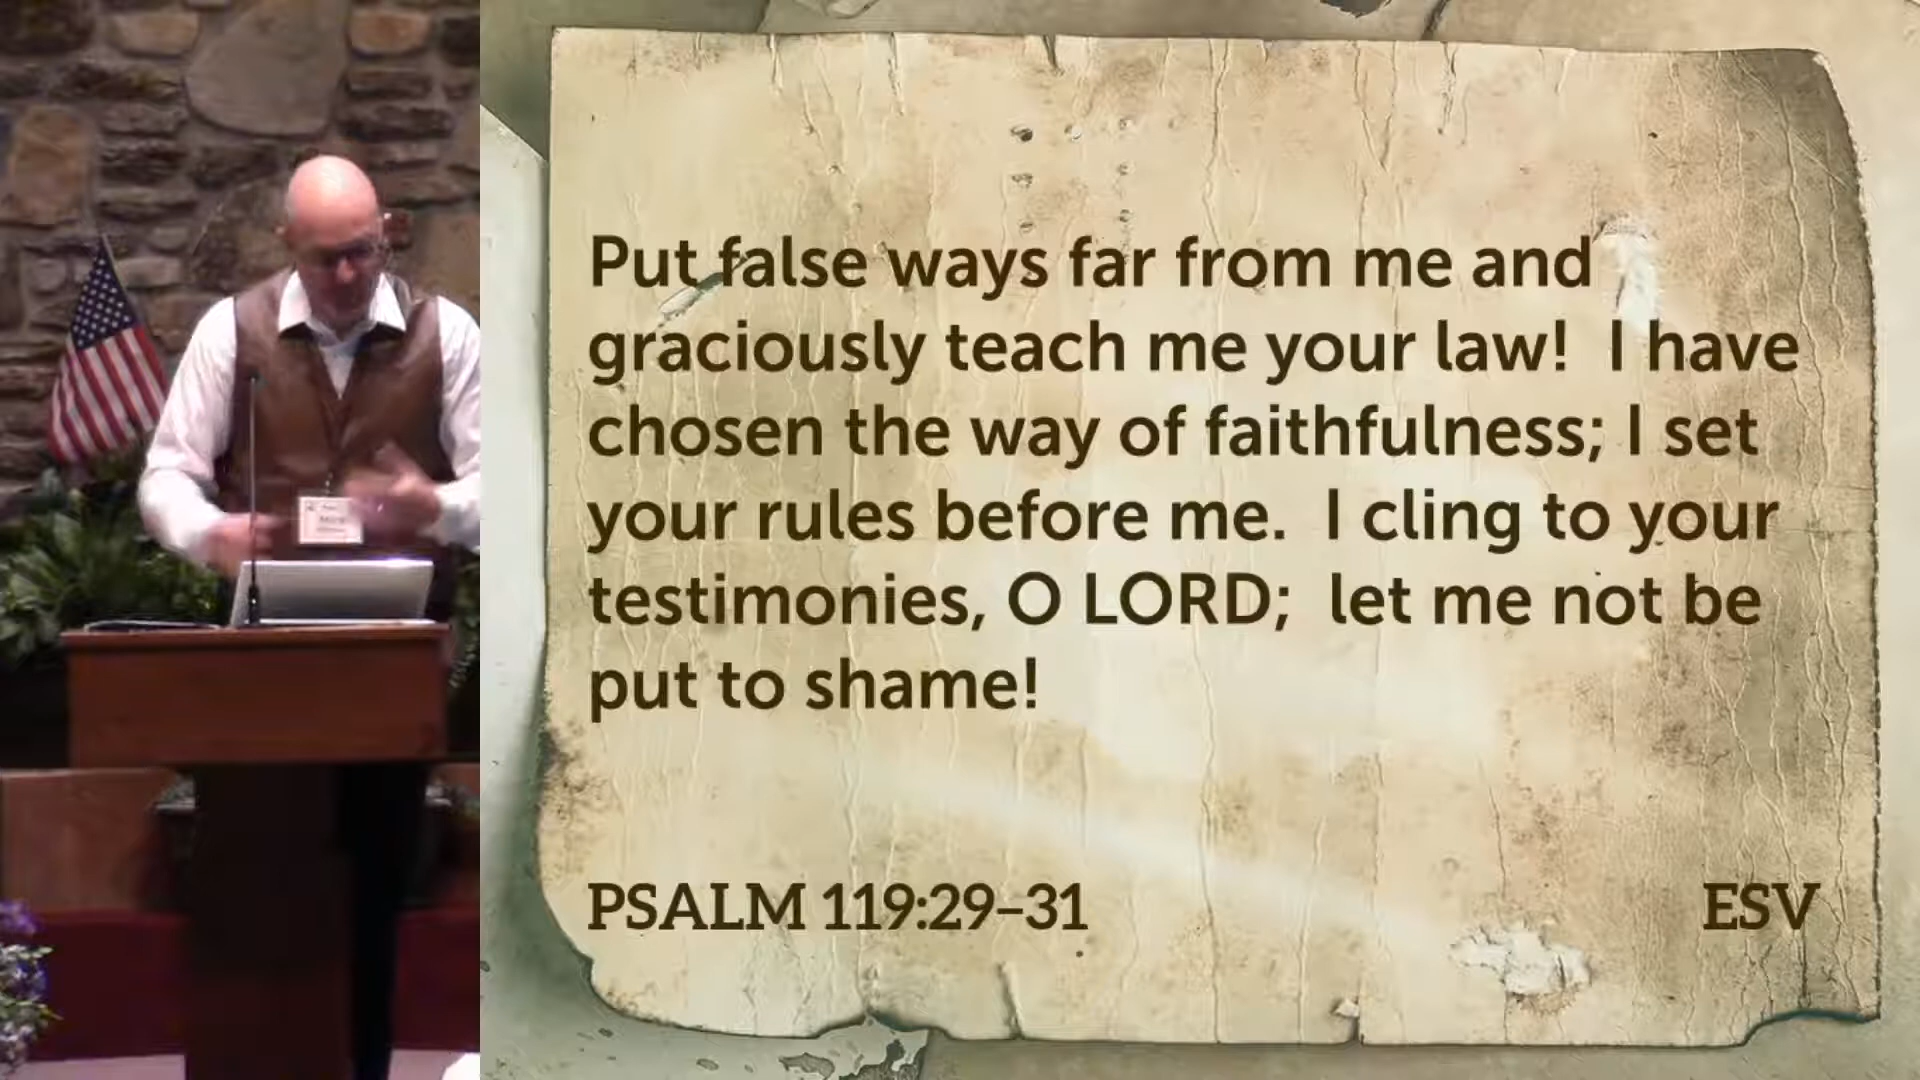 Put false ways far from me and
graciously teach me your law!  I have
chosen the way of faithfulness; I set
your rules before me.  I cling to your
testimonies, O LORD;  let me not be
put to shame!
PSALM 119:29–31
ESV